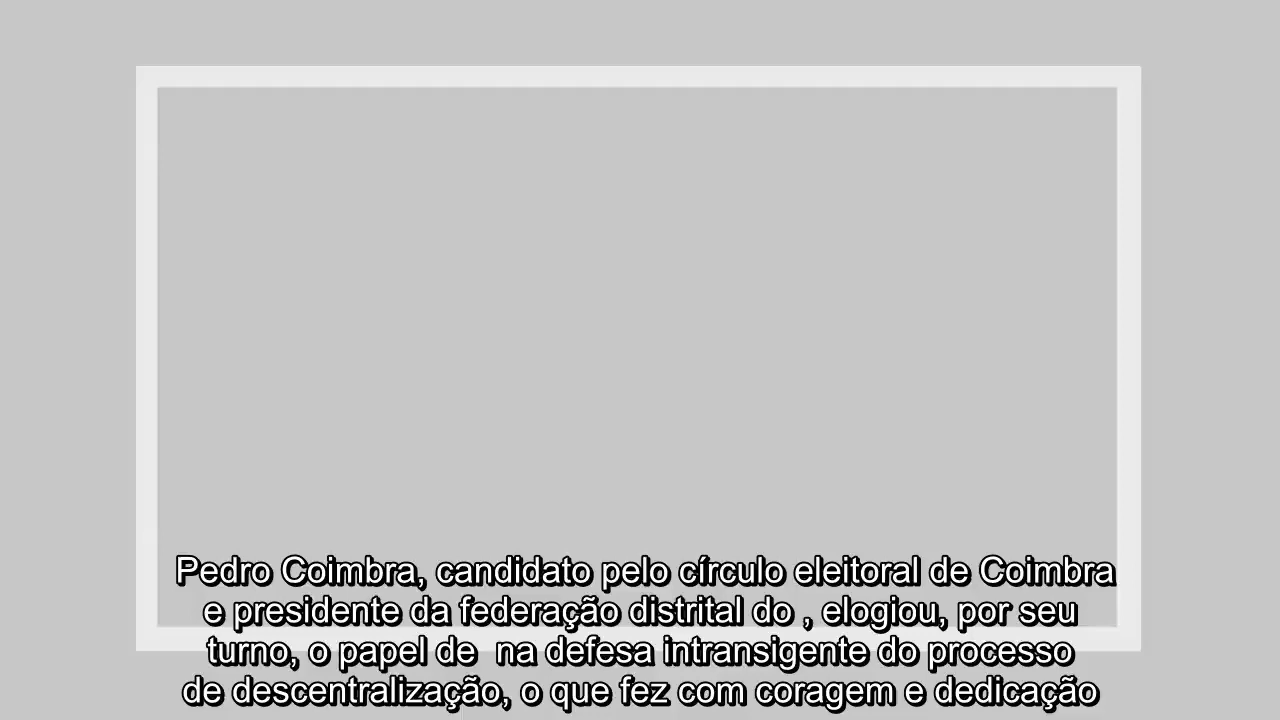 Pedro Coimbra, candidato pelo círculo eleitoral de Coimbra
e presidente da federação distrital do , elogiou, por seu
turno, o papel de  na defesa intransigente do processo
de descentralização, o que fez com coragem e dedicação